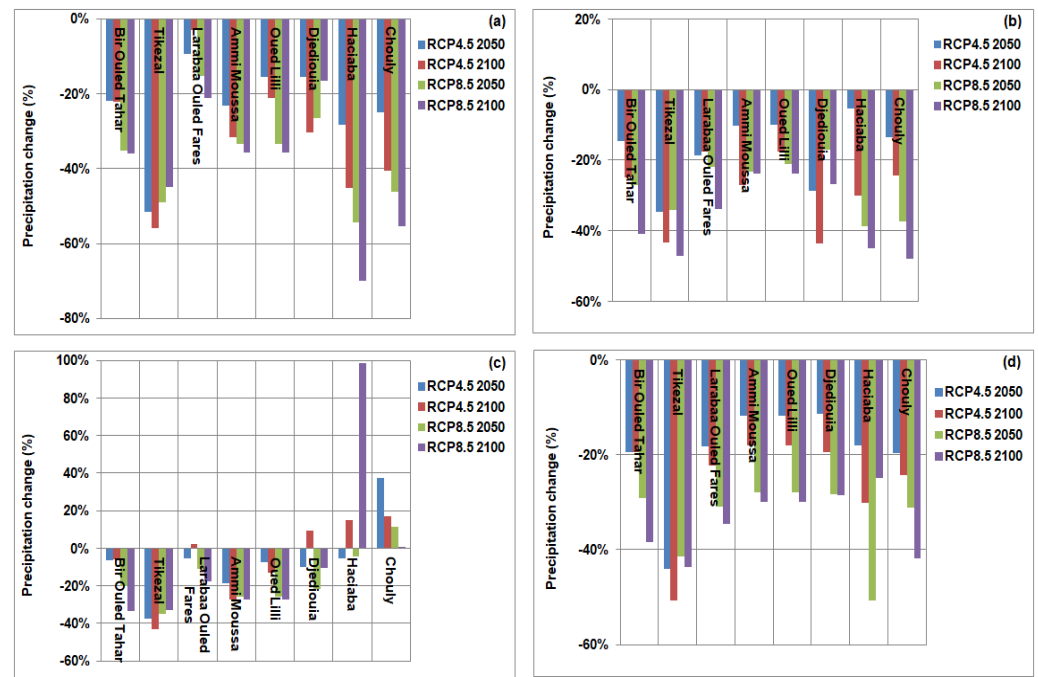 (a)
Precipitation change (%)
0%
-20%
-40%
-60%
-80%
Bir Ouled Tahar
Tikezal
Larabaa Ouled Fares
Ammi Moussa
Oued Lilli
Djediouia
Haciaba
Chouly
RCP4.5 2050
RCP4.5 2100
RCP8.5 2050
RCP8.5 2100
(b)
Precipitation change (%)
20%
0%
-20%
-40%
-60%
Bir Ouled Tahar
Tikezal
Larabaa Ouled Fares
Ammi Moussa
Oued Lilli
Djediouia
Haciaba
Chouly
RCP4.5 2050
RCP4.5 2100
RCP8.5 2050
RCP8.5 2100
(c)
Precipitation change (%)
100%
80%
60%
40%
20%
0%
-20%
-40%
-60%
Bir Ouled Tahar
Tikezal
Larabaa Ouled
Fares
Ammi Moussa
Oued Lilli
Djediouia
Haciaba
Chouly
RCP4.5 2050
RCP4.5 2100
RCP8.5 2050
RCP8.5 2100
(d)
Precipitation change (%)
0%
-20%
-40%
-60%
Bir Ouled Tahar
Tikezal
Larabaa Ouled Fares
Ammi Moussa
Oued Lilli
Djediouia
Haciaba
Chouly
RCP4.5 2050
RCP4.5 2100
RCP8.5 2050
RCP8.5 2100